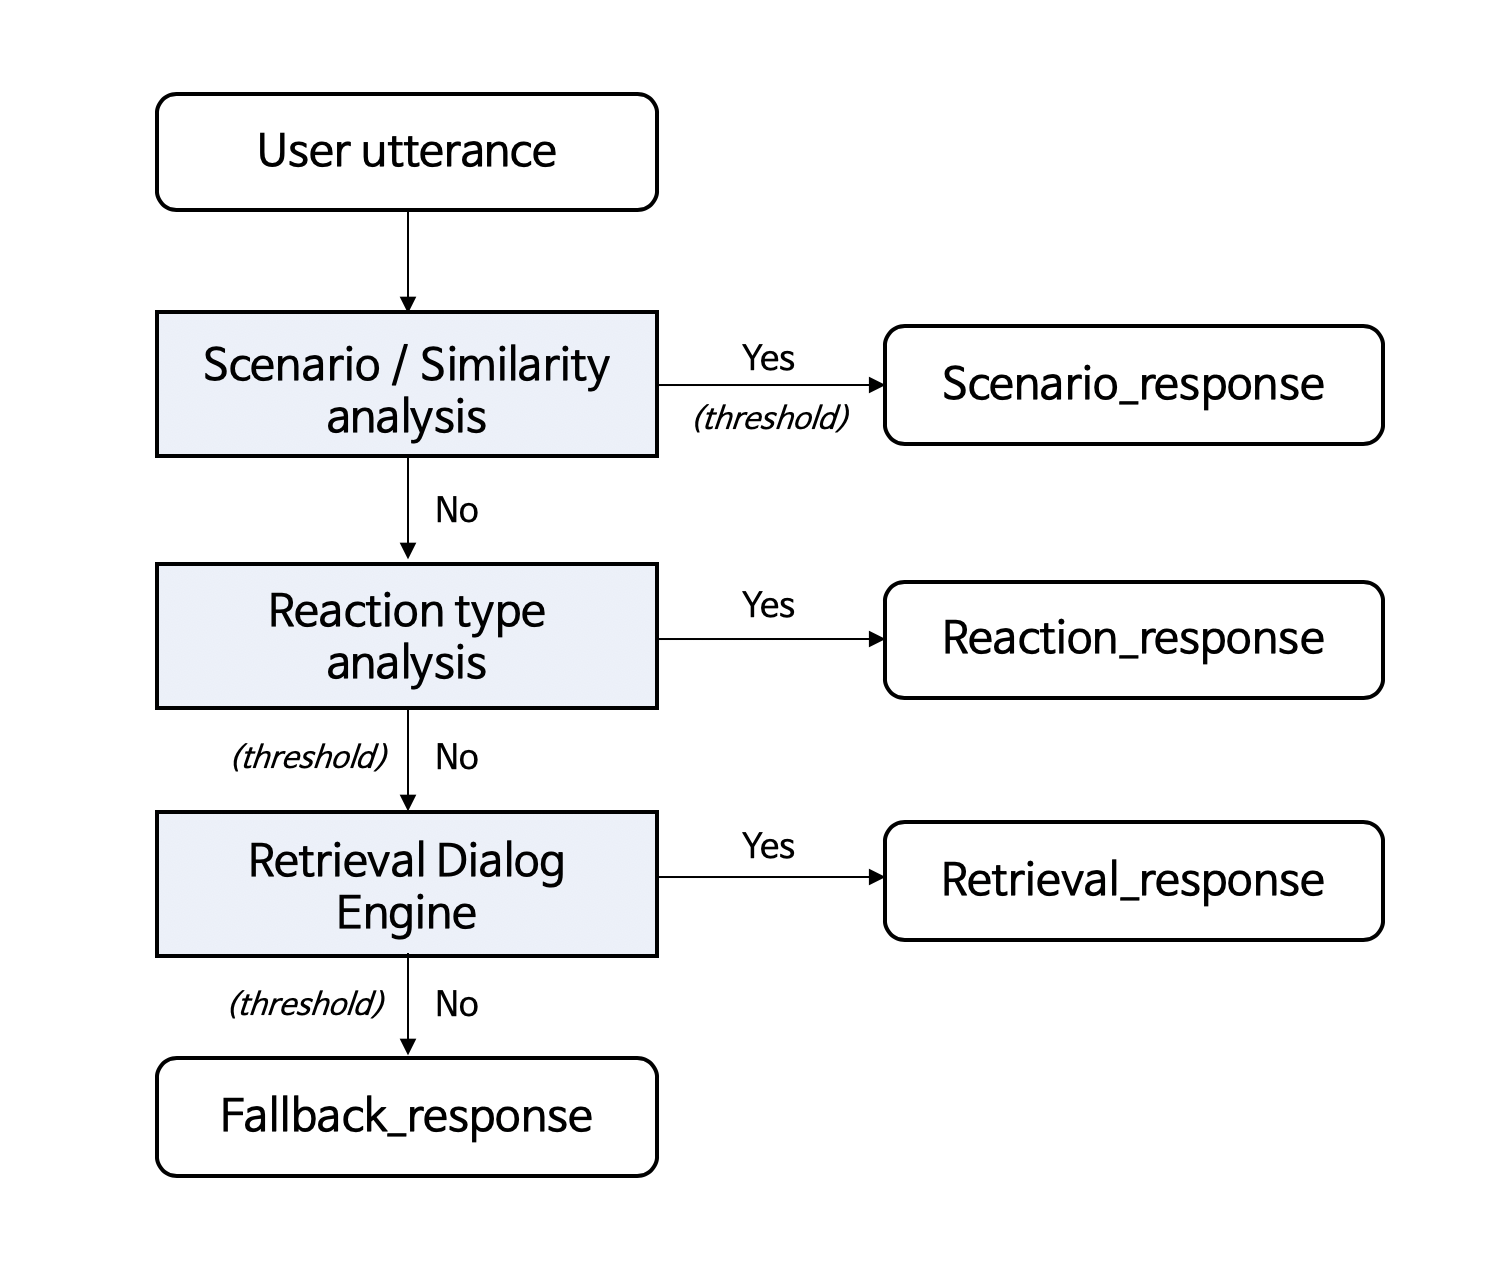 User utterance
Scenario / Similarity
analysis
Yes
(threshold)
Scenario_response
No
Reaction type
analysis
Yes
Reaction_response
(threshold)
No
Retrieval Dialog
Engine
Yes
Retrieval_response
(threshold)
No
Fallback_response